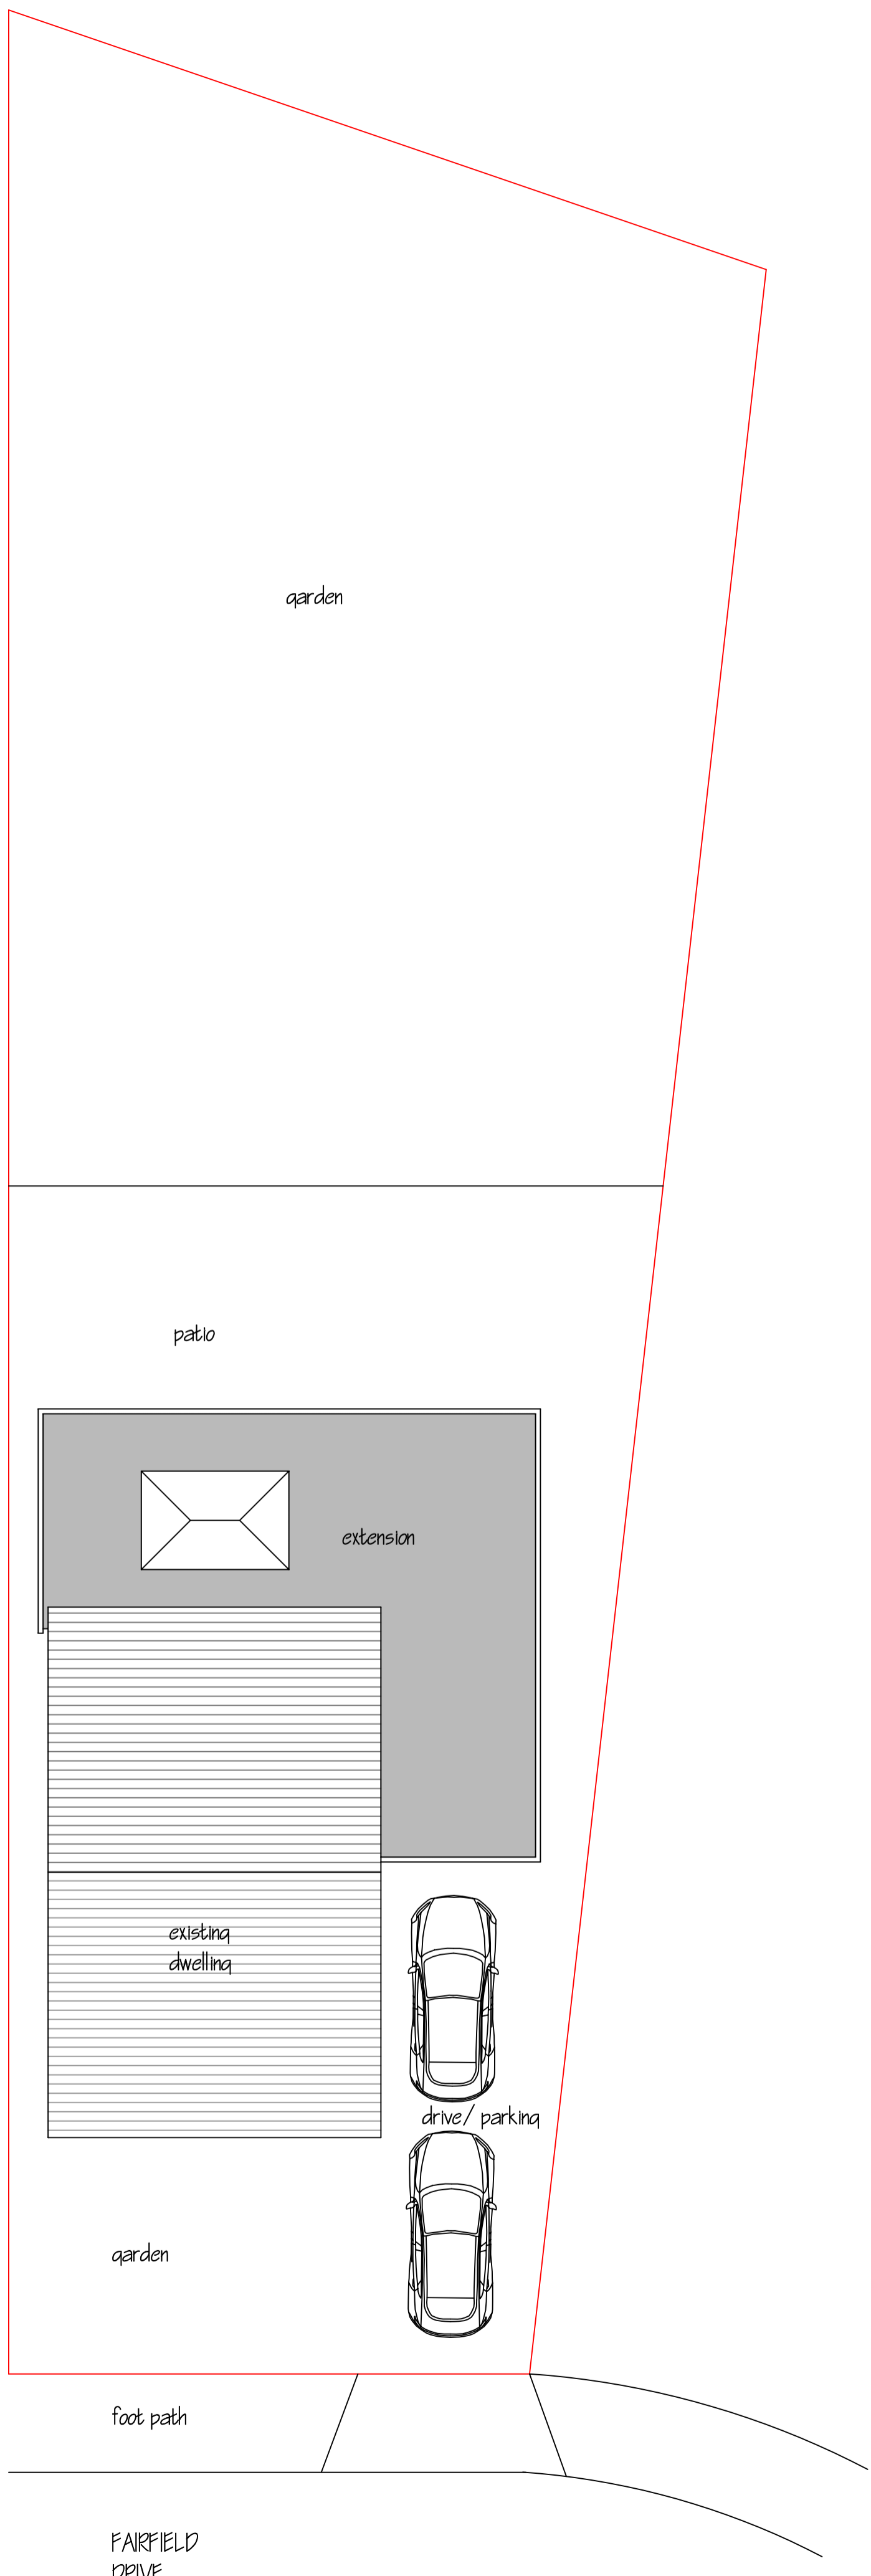 garden
patio
extension
existing
dwelling
drive/ parking
garden
foot path
FAIRFIELD
DRIVE